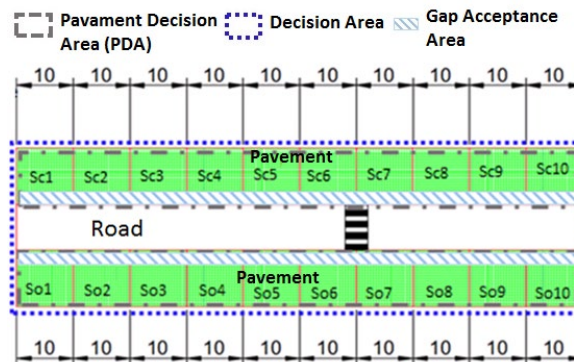 Pavament Decision
Area (PDA)
Decision Area
Gap Acceptance
Area
10 10 10 10 10 10 10 10 10 10
Pavement
Sc1 Sc2 Sc3 Sc4 Sc5 Sc6 Sc7 Sc8 Sc9 Sc10
Road
Pavement
So1 So2 So3 So4 So5 So6 So7 So8 So9 So10
10 10 10 10 10 10 10 10 10 10